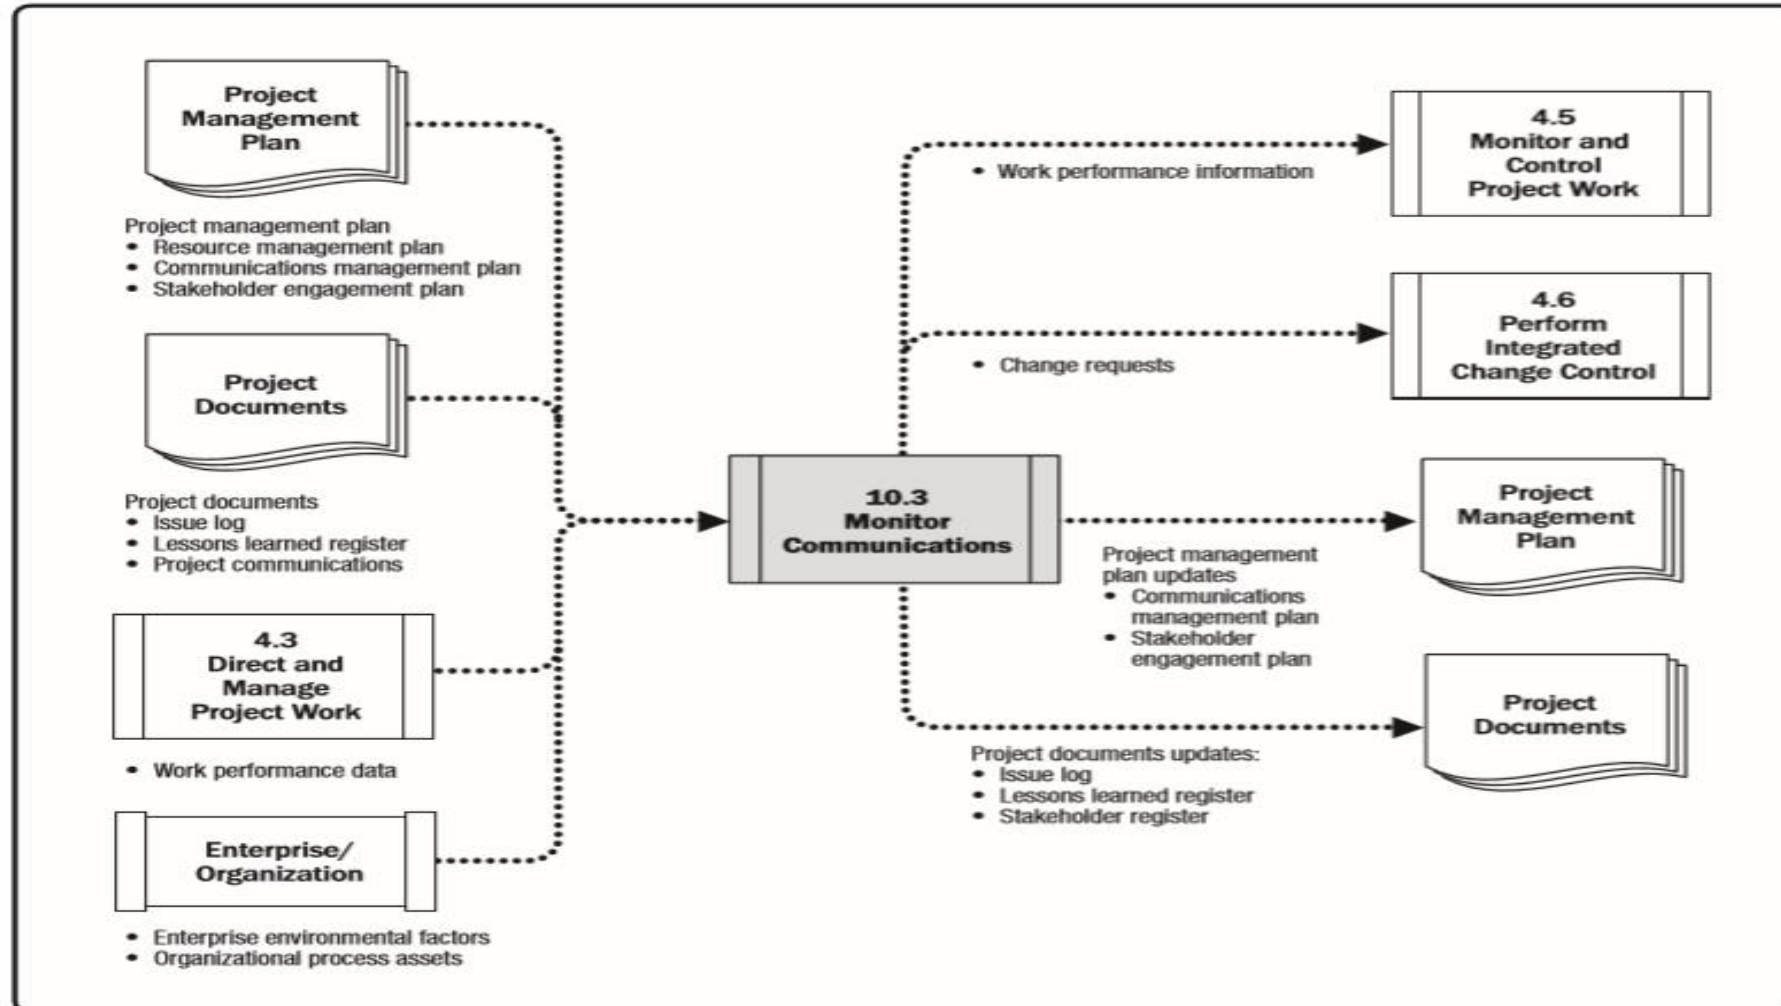 Project
Management
Plan
Project management plan
• Resource management plan
• Communications management plan
• Stakeholder engagement plan
Project
Documents
Project documents
• Issue log
• Lessons learned register
• Project communications
4.3
Direct and
Manage
Project Work
• Work performance data
Enterprise/
Organization
• Enterprise environmental factors
• Organizational process assets
10.3
Monitor
Communications
• Work performance information
4.5
Monitor and
Control
Project Work
• Change requests
4.6
Perform
Integrated
Change Control
Project management
plan updates
• Communications
management plan
• Stakeholder
engagement plan
Project
Management
Plan
Project documents updates:
• Issue log
• Lessons learned register
• Stakeholder register
Project
Documents